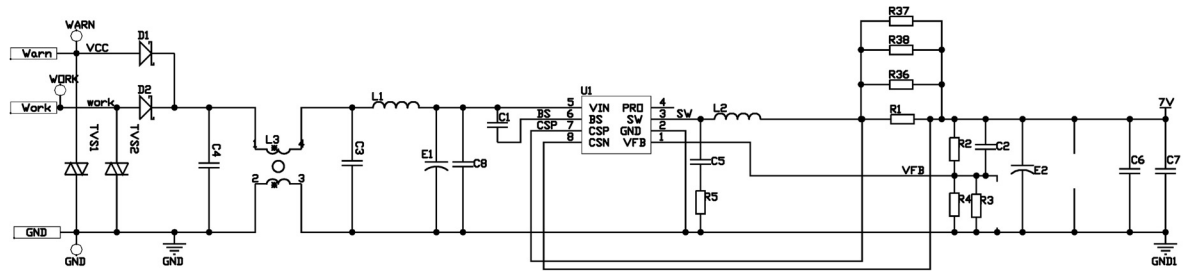 WARN
Warn
VCC
D1
WORK
Work
work
D2
TVS1
TVS2
C4
L3
1
4
2
3
C3
L1
E1
C8
C1
BS
CSP
U1
5 VIN PRO 4
6 BS SW 3
7 CSP GND 2
8 CSN VFB 1
SW
L2
C5
R5
R37
R38
R36
R1
VFB
R2
C2
R4
R3
E2
C6
C7
7V
GND
GND
GND
GND1